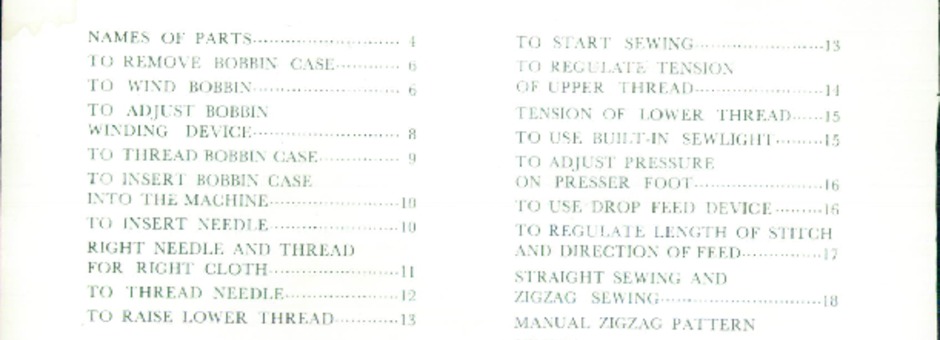 NAMES OF PARTS 4
TO REMOVE BOBBIN CASE 6
TO WIND BOBBIN 6
TO ADJUST BOBBIN
WINDING DEVICE 8
TO THREAD BOBBIN CASE 9
TO INSERT BOBBIN CASE
INTO THE MACHINE 10
TO INSERT NEEDLE 10
RIGHT NEEDLE AND THREAD
FOR RIGHT CLOTH 11
TO THREAD NEEDLE 12
TO RAISE LOWER THREAD 13
TO START SEWING 13
TO REGULATE TENSION
OF UPPER THREAD 14
TENSION OF LOWER THREAD 15
TO USE BUILT-IN SEWLIGHT 15
TO ADJUST PRESSURE
ON PRESSER FOOT 16
TO USE DROP FEED DEVICE 16
TO REGULATE LENGTH OF STITCH
AND DIRECTION OF FEED 17
STRAIGHT SEWING AND
ZIGZAG SEWING 18
MANUAL ZIGZAG PATTERN